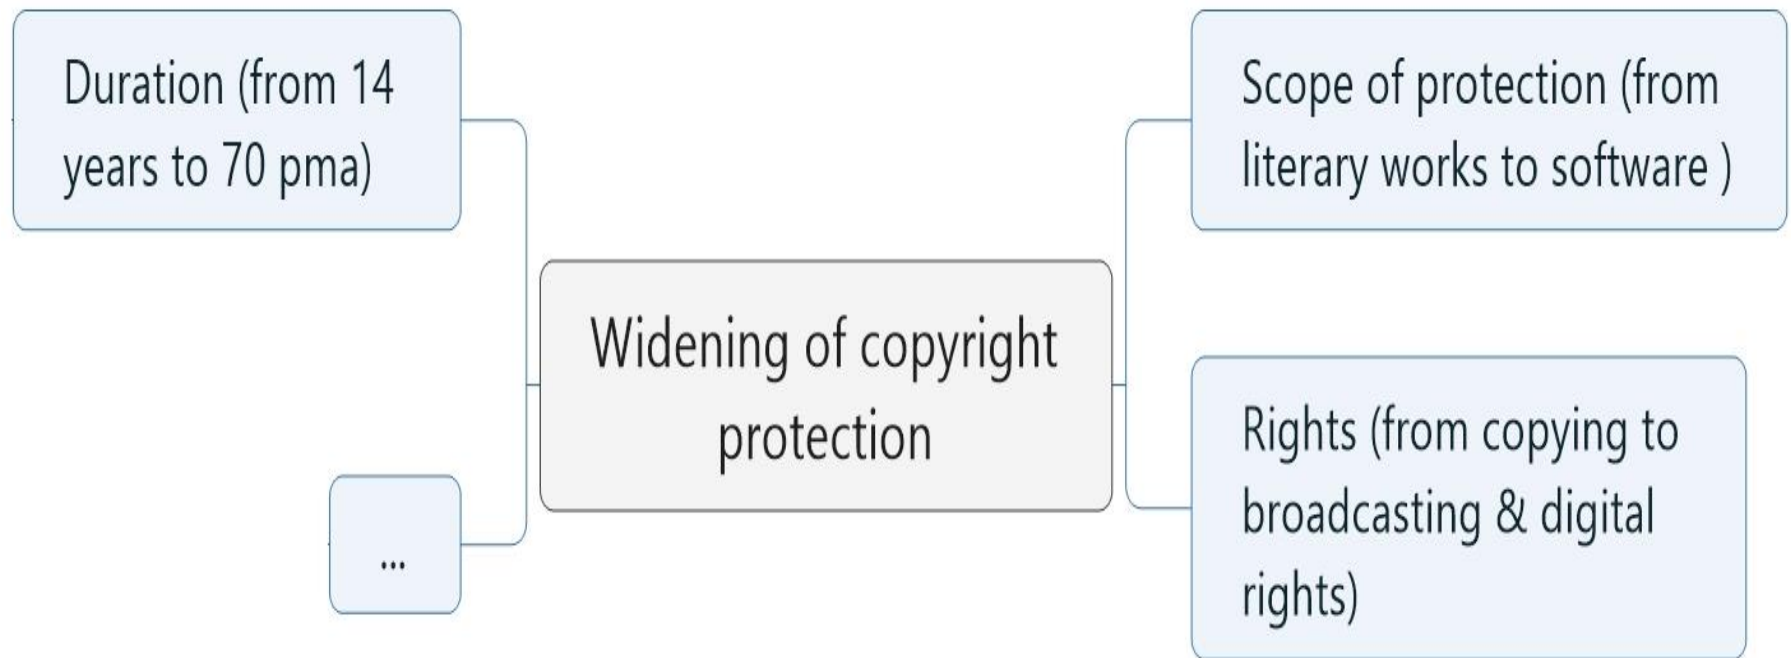 Duration (from 14
years to 70 pma)
Scope of protection (from
literary works to software )
Widening of copyright
protection
Rights (from copying to
broadcasting & digital
rights)
...